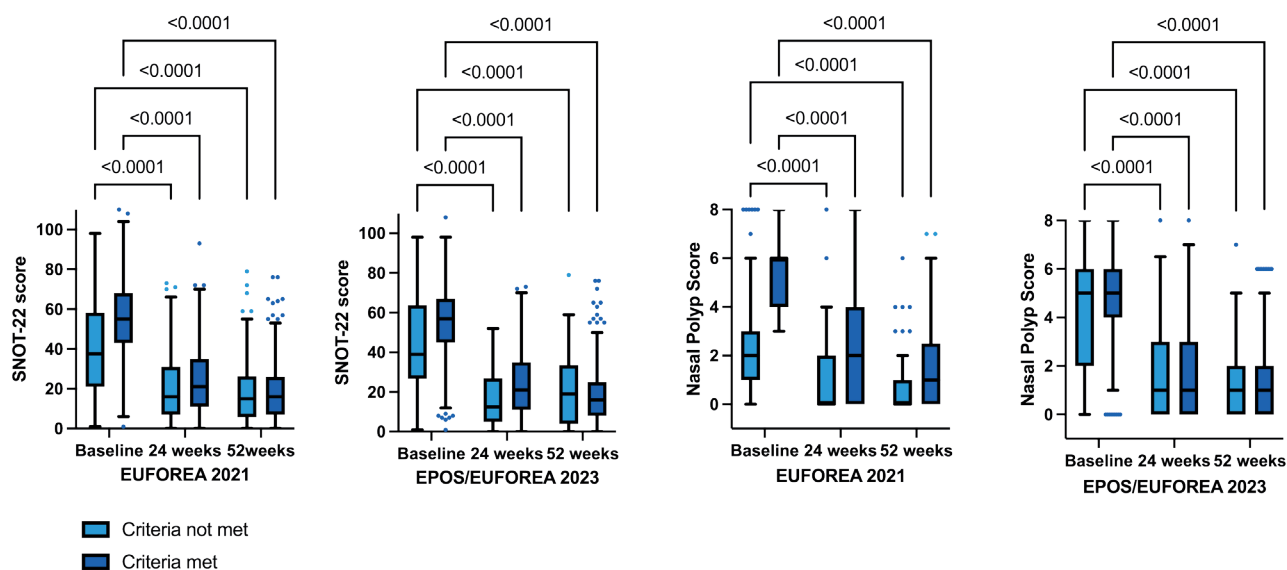 <0.0001
<0.0001
<0.0001
<0.0001
SNOT-22 score
100
80
60
40
20
0
Baseline 24 weeks 52weeks
EUFOREA 2021
<0.0001
<0.0001
<0.0001
<0.0001
SNOT-22 score
100
80
60
40
20
0
Baseline 24 weeks 52 weeks
EPOS/EUFOREA 2023
<0.0001
<0.0001
<0.0001
<0.0001
Nasal Polyp Score
8
6
4
2
0
Baseline 24 weeks 52 weeks
EUFOREA 2021
<0.0001
<0.0001
<0.0001
<0.0001
Nasal Polyp Score
8
6
4
2
0
Baseline 24 weeks 52 weeks
EPOS/EUFOREA 2023
Criteria not met
Criteria met